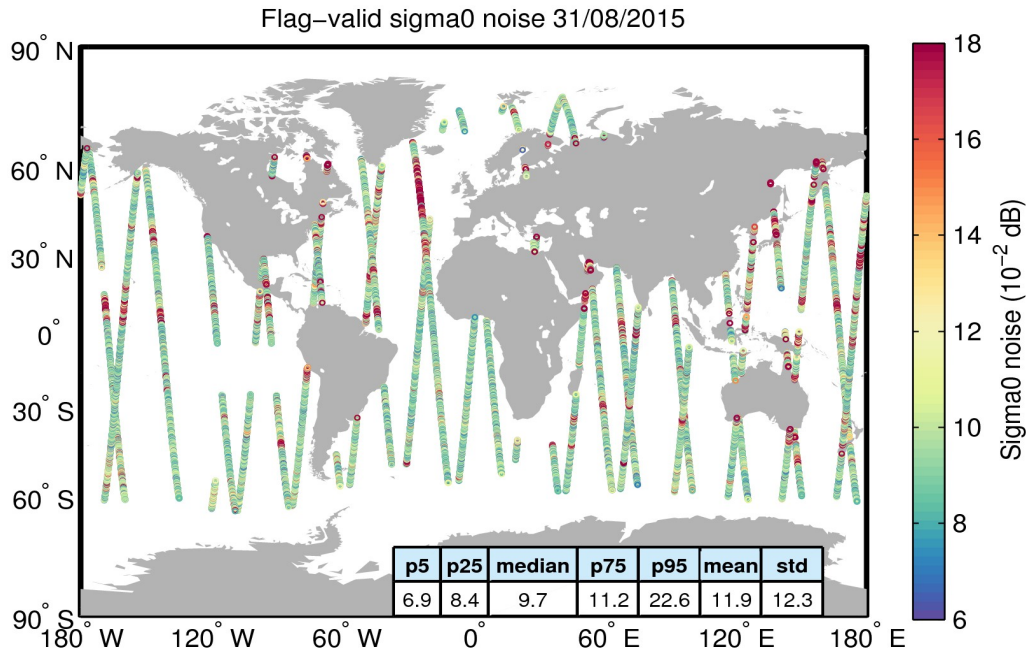 Flag−valid sigma0 noise 31/08/2015
90° N
60° N
30° N
0°
30° S
60° S
90° S
180° W
120° W
60° W
0°
60° E
120° E
180° E
p5 p25 median p75 p95 mean std
6.9 8.4 9.7 11.2 22.6 11.9 12.3
18
16
14
12
10
8
6
Sigma0 noise (10⁻² dB)